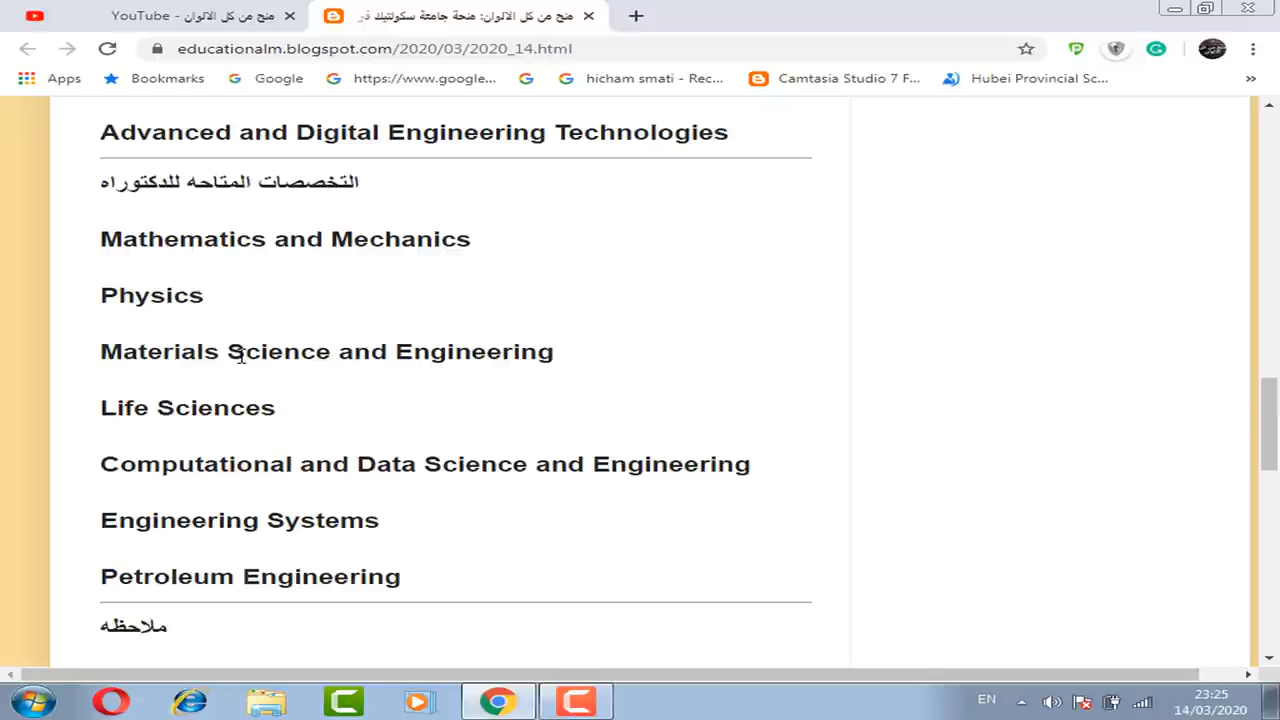 منح من كل الالوان - YouTube
منح من كل الالوان: منحة جامعة سكولتيك في
educationalm.blogspot.com/2020/03/2020_14.html
Apps
Bookmarks
Google
https://www.google...
hicham smati - Rec...
Camtasia Studio 7 F...
Hubei Provincial Sc...
Advanced and Digital Engineering Technologies
التخصصات المتاحه للدكتوراه
Mathematics and Mechanics
Physics
Materials Science and Engineering
Life Sciences
Computational and Data Science and Engineering
Engineering Systems
Petroleum Engineering
ملاحظه
EN
23:25
14/03/2020